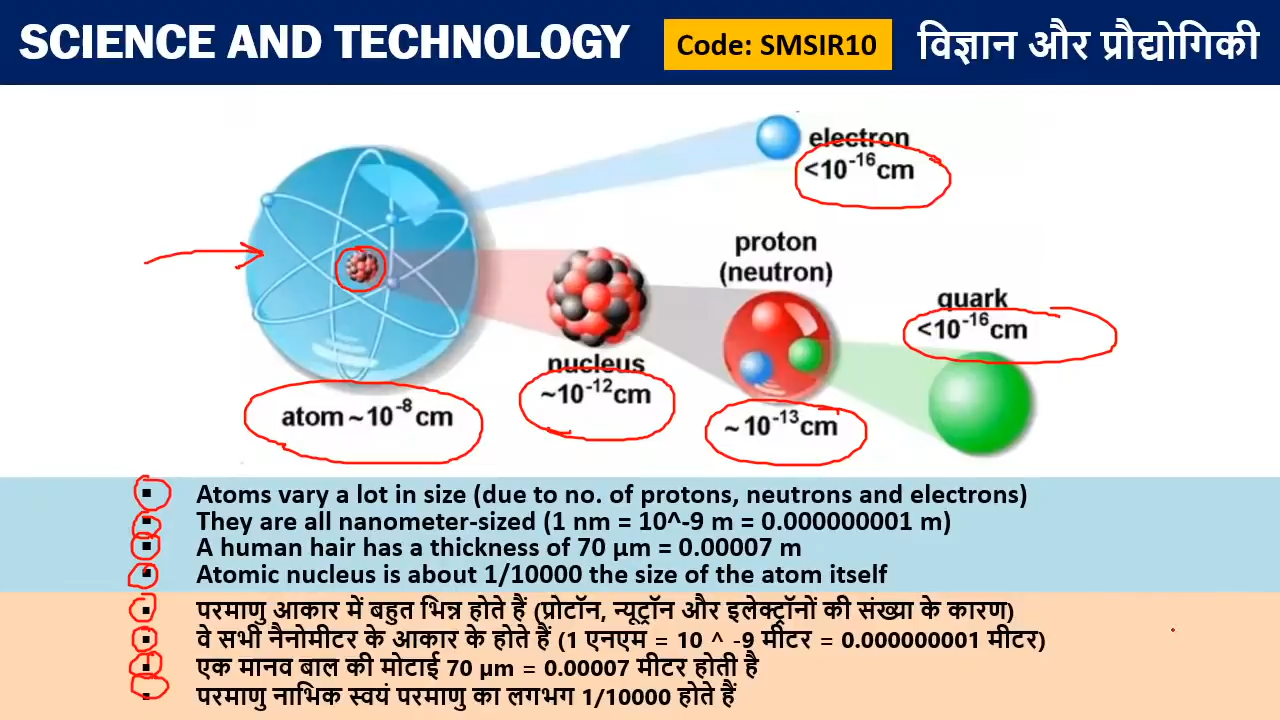 SCIENCE AND TECHNOLOGY
Code: SMSIR10
विज्ञान और प्रौद्योगिकी
electron
<10⁻¹⁶cm
proton
(neutron)
quark
<10⁻¹⁶cm
nucleus
~10⁻¹²cm
atom ~ 10⁻⁸ cm
~ 10⁻¹³cm
▪ Atoms vary a lot in size (due to no. of protons, neutrons and electrons)
▪ They are all nanometer-sized (1 nm = 10^-9 m = 0.000000001 m)
▪ A human hair has a thickness of 70 µm = 0.00007 m
▪ Atomic nucleus is about 1/10000 the size of the atom itself
▪ परमाणु आकार में बहुत भिन्न होते हैं (प्रोटॉन, न्यूट्रॉन और इलेक्ट्रॉनों की संख्या के कारण)
▪ वे सभी नैनोमीटर के आकार के होते हैं (1 एनएम = 10 ^ -9 मीटर = 0.000000001 मीटर)
▪ एक मानव बाल की मोटाई 70 µm = 0.00007 मीटर होती है
▪ परमाणु नाभिक स्वयं परमाणु का लगभग 1/10000 होते हैं